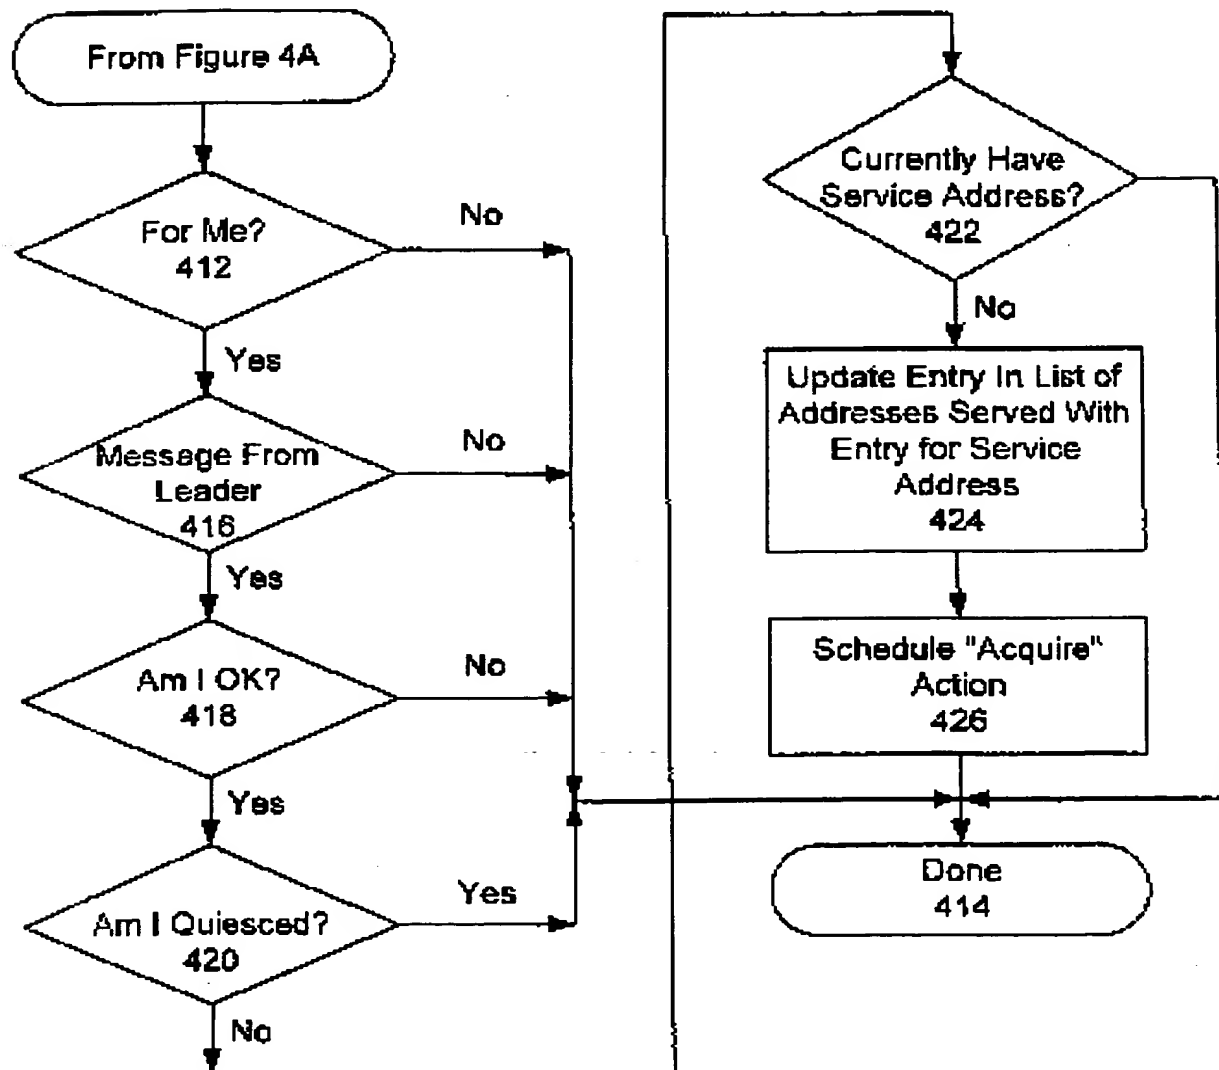 From Figure 4A
For Me?
412
No
Yes
Message From
Leader
416
No
Yes
Am I OK?
418
No
Yes
Am I Quiesced?
420
Yes
No
Currently Have
Service Address?
422
No
Update Entry In List of
Addresses Served With
Entry for Service
Address
424
Schedule "Acquire"
Action
426
Done
414